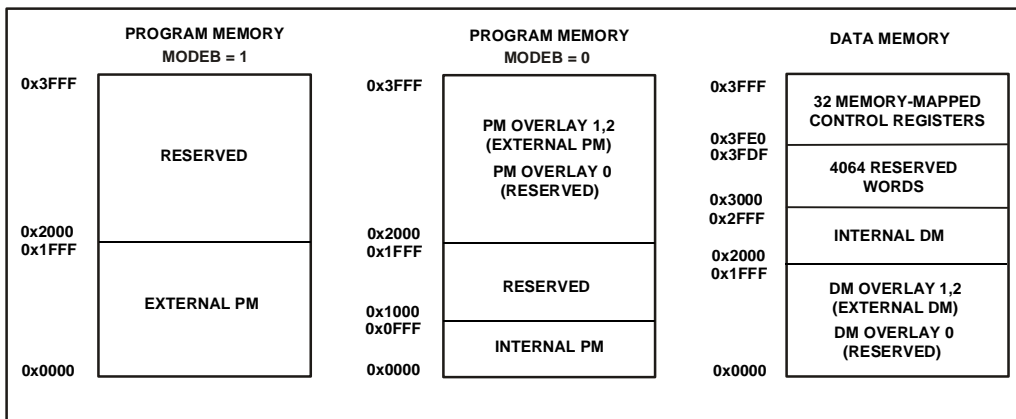 PROGRAM MEMORY
MODEB = 1
0x3FFF
RESERVED
0x2000
0x1FFF
EXTERNAL PM
0x0000
PROGRAM MEMORY
MODEB = 0
0x3FFF
PM OVERLAY 1,2
(EXTERNAL PM)
PM OVERLAY 0
(RESERVED)
0x2000
0x1FFF
RESERVED
0x1000
0x0FFF
INTERNAL PM
0x0000
DATA MEMORY
0x3FFF
32 MEMORY-MAPPED
CONTROL REGISTERS
0x3FE0
0x3FDF
4064 RESERVED
WORDS
0x3000
0x2FFF
INTERNAL DM
0x2000
0x1FFF
DM OVERLAY 1,2
(EXTERNAL DM)
DM OVERLAY 0
(RESERVED)
0x0000